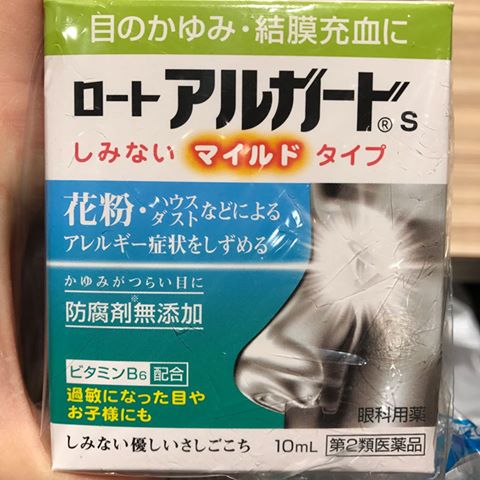 目のかゆみ・結膜充血に
ロート アルガード® s
しみない マイルド タイプ
花粉・ハウスダストなどによる
アレルギー症状をしずめる
かゆみがつらい目に
防腐剤無添加※
ビタミンB6 配合
過敏になった目や
お子様にも
眼科用薬
しみない優しいさしごこち 10mL 第2類医薬品